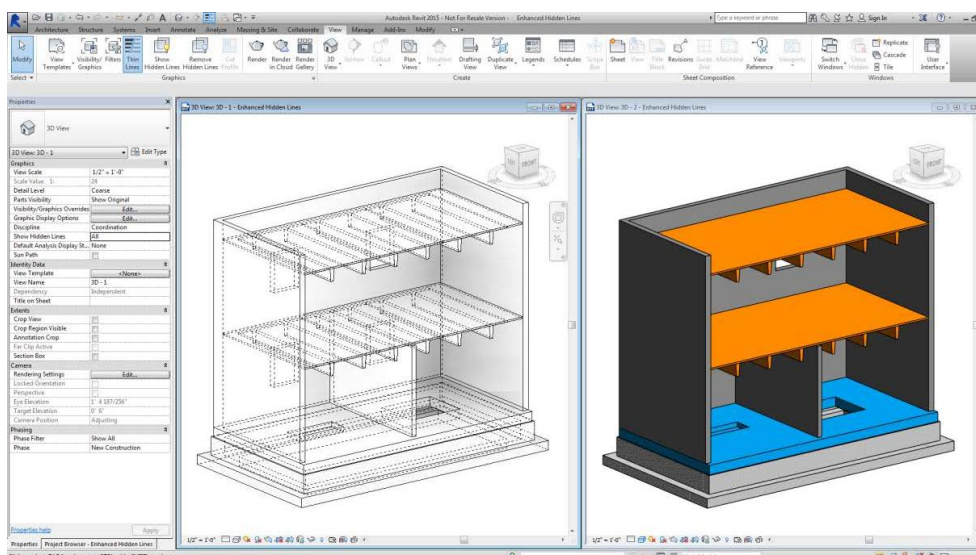 Autodesk Revit 2015 - Not For Resale Version - Enhanced Hidden Lines
Type a keyword or phrase
Sign In
Architecture Structure Systems Insert Annotate Analyze Massing & Site Collaborate View Manage Add-Ins Modify
Modify
View Templates
Visibility/ Graphics
Filters
Thin Lines
Show Hidden Lines
Remove Hidden Lines
Cut Profile
Render
Render in Cloud
Render Gallery
3D View
Section
Callout
Plan Views
Elevation
Drafting View
Duplicate View
Legends
Schedules
Scope Box
Sheet
View
Title Block
Revisions
Guide Grid
Matchline
View Reference
Viewports
Switch Windows
Close Hidden
Replicate
Cascade
Tile
User Interface
Select
Graphics
Create
Sheet Composition
Windows
Properties
3D View
3D View: 3D - 1
Edit Type
Graphics
View Scale 1/2" = 1'-0"
Scale Value 1: 24
Detail Level Coarse
Parts Visibility Show Original
Visibility/Graphics Overrides Edit...
Graphic Display Options Edit...
Discipline Coordination
Show Hidden Lines All
Default Analysis Display St... None
Sun Path
Identity Data
View Template <None>
View Name 3D - 1
Dependency Independent
Title on Sheet
Extents
Crop View
Crop Region Visible
Annotation Crop
Far Clip Active
Section Box
Camera
Rendering Settings Edit...
Locked Orientation
Perspective
Eye Elevation 1' 4 187/256"
Target Elevation 0' 6"
Camera Position Adjusting
Phasing
Phase Filter Show All
Phase New Construction
Properties help
Apply
Properties Project Browser - Enhanced Hidden Lines
3D View: 3D - 1 - Enhanced Hidden Lines
FRONT
1/2" = 1'-0"
3D View: 3D - 2 - Enhanced Hidden Lines
FRONT
1/2" = 1'-0"